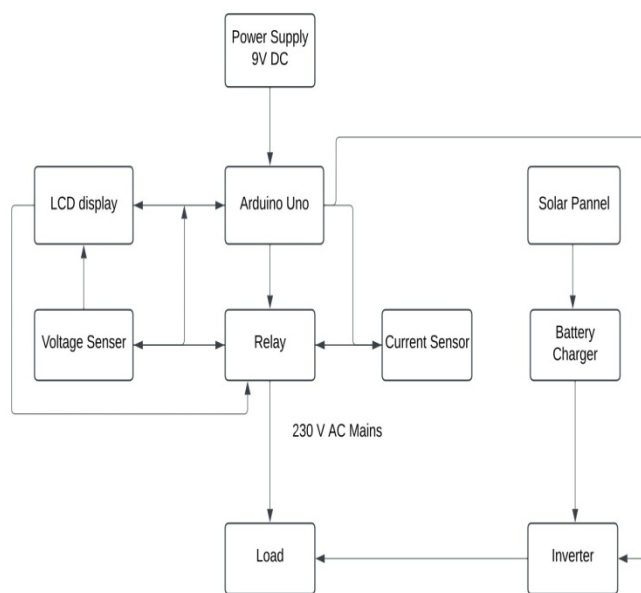 Power Supply
9V DC
LCD display
Arduino Uno
Solar Pannel
Voltage Senser
Relay
Current Sensor
Battery
Charger
230 V AC Mains
Load
Inverter